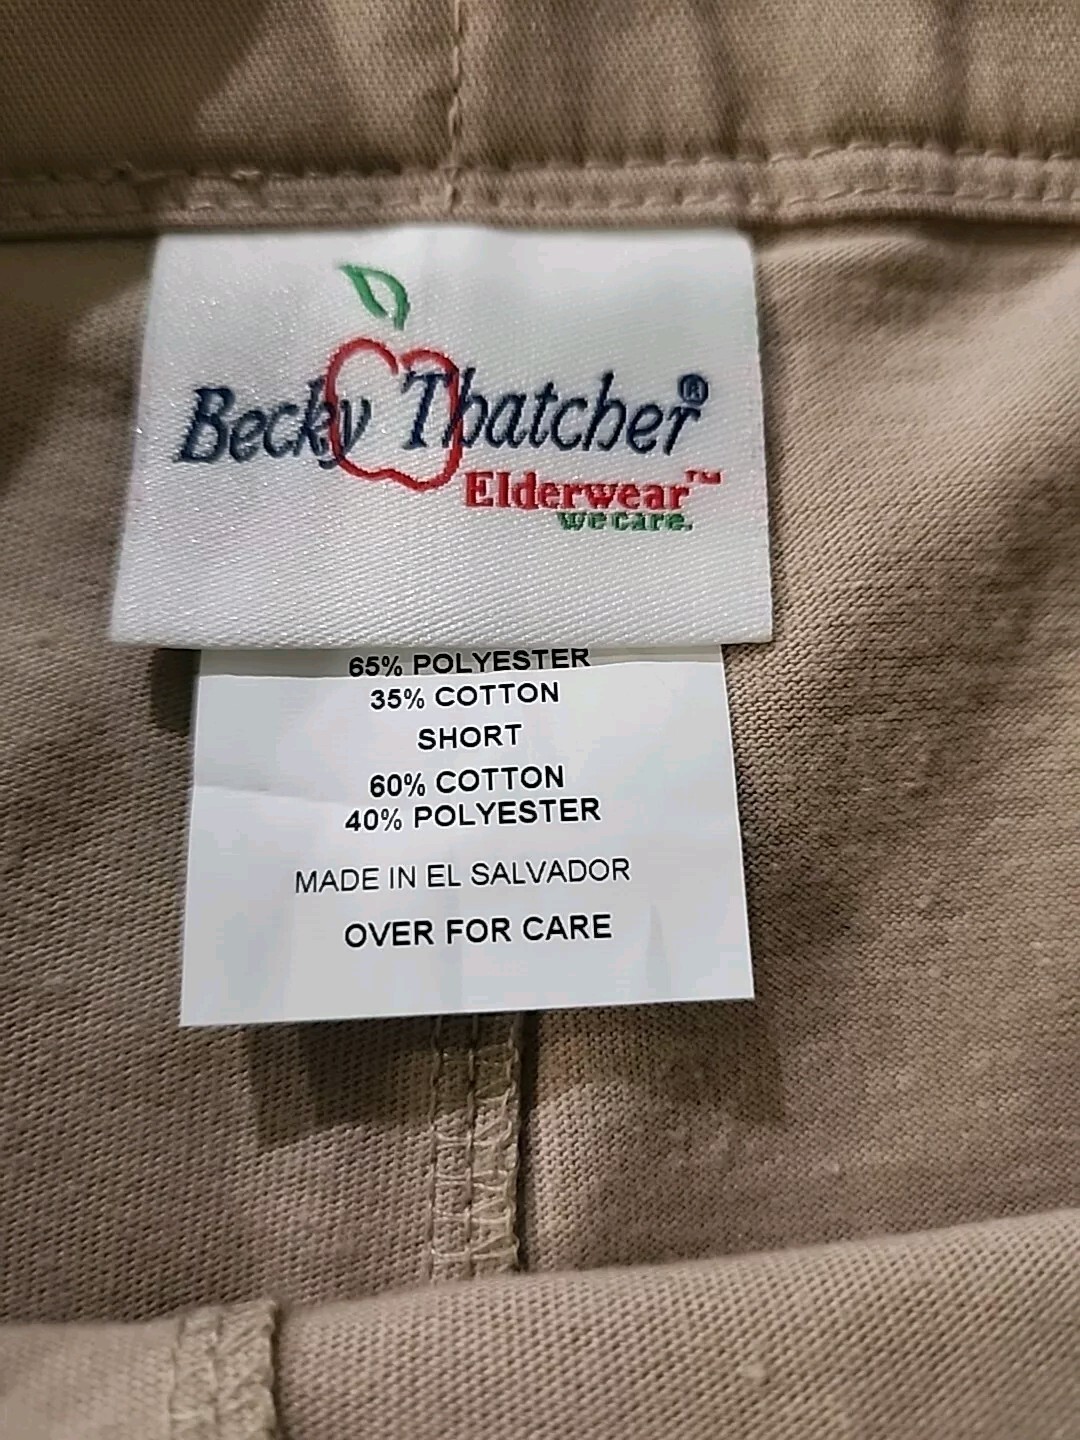 Becky Thatcher®
Elderwear™
we care.
65% POLYESTER
35% COTTON
SHORT
60% COTTON
40% POLYESTER
MADE IN EL SALVADOR
OVER FOR CARE